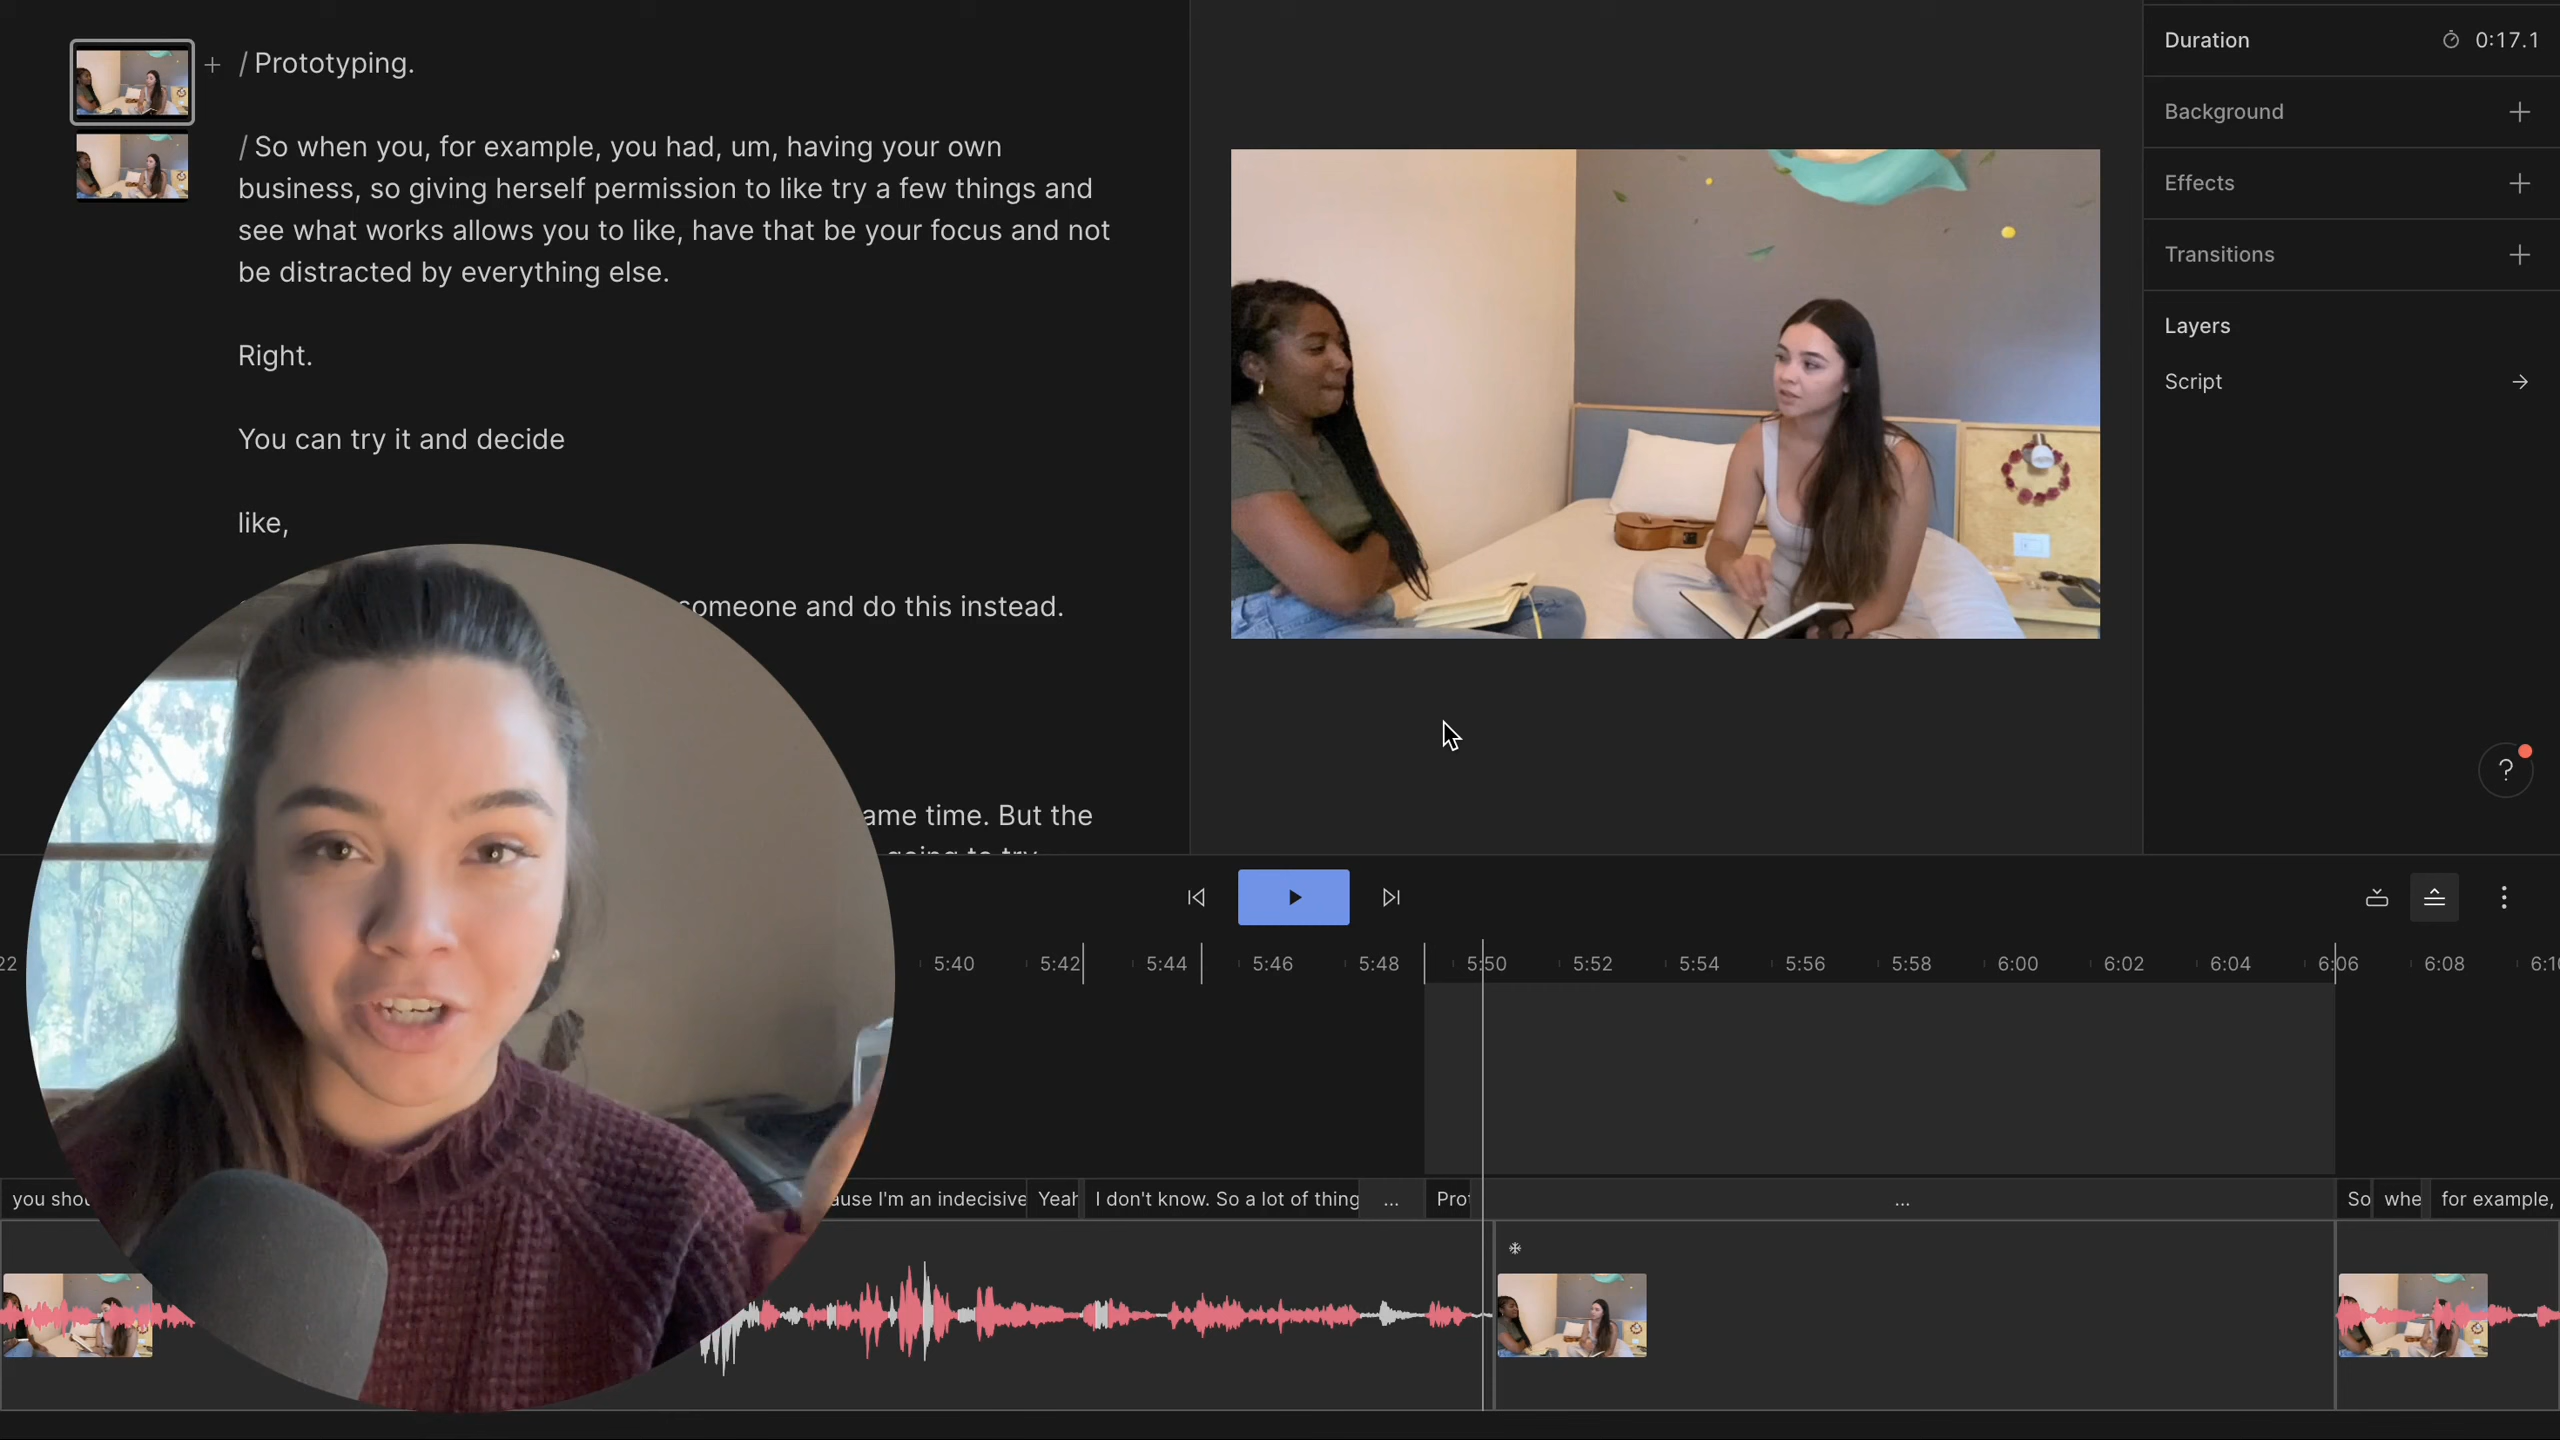 / Prototyping.
/ So when you, for example, you had, um, having your own
business, so giving herself permission to like try a few things and
see what works allows you to like, have that be your focus and not
be distracted by everything else.
Right.
You can try it and decide
like,
someone and do this instead.
ame time. But the
going to try
Duration 0:17.1
Background
Effects
Transitions
Layers
Script
?
22 5:40 5:42 5:44 5:46 5:48 5:50 5:52 5:54 5:56 5:58 6:00 6:02 6:04 6:06 6:08 6:10
you shou ause I'm an indecisive Yeah I don't know. So a lot of thing ... Pro ... So whe for example,